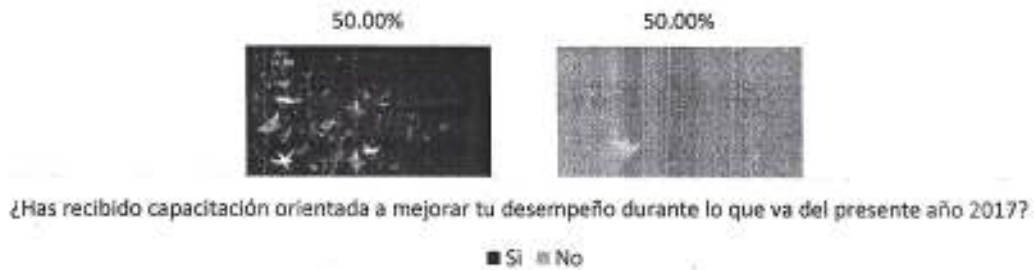 50.00% 50.00%
¿Has recibido capacitación orientada a mejorar tu desempeño durante lo que va del presente año 2017?
Si No